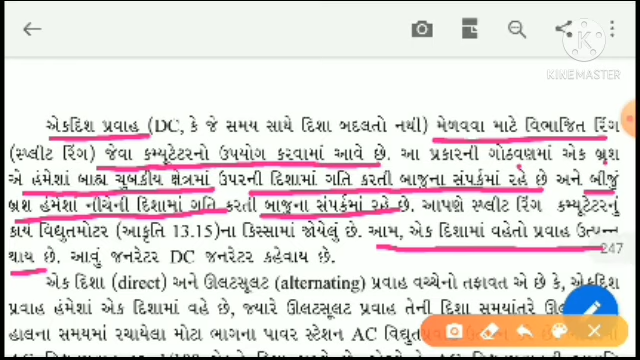 KINEMASTER
એકદિશ પ્રવાહ (DC, કે જે સમય સાથે દિશા બદલતો નથી) મેળવવા માટે વિભાજિત રિંગ
(સ્પ્લીટ રિંગ) જેવા કમ્યૂટેટરનો ઉપયોગ કરવામાં આવે છે. આ પ્રકારની ગોઠવણમાં એક બ્રશ
એ હંમેશાં બાહ્ય ચુંબકીય ક્ષેત્રમાં ઉપરની દિશામાં ગતિ કરતી બાજુના સંપર્કમાં રહે છે અને બીજું
બ્રશ હંમેશાં નીચેની દિશામાં ગતિ કરતી બાજુના સંપર્કમાં રહે છે. આપણે સ્પ્લીટ રિંગ કમ્યૂટેટરનું
કાર્ય વિદ્યુતમોટર (આકૃતિ 13.15)ના કિસ્સામાં જોયેલું છે. આમ, એક દિશામાં વહેતો પ્રવાહ ઉત્પન્ન
247
થાય છે. આવું જનરેટર DC જનરેટર કહેવાય છે.
એક દિશા (direct) અને ઊલટસૂલટ (alternating) પ્રવાહ વચ્ચેનો તફાવત એ છે કે, એકદિશ
પ્રવાહ હંમેશાં એક દિશામાં વહે છે, જ્યારે ઊલટસૂલટ પ્રવાહ તેની દિશા સમયાંતરે
હાલના સમયમાં રચાયેલા મોટા ભાગના પાવર સ્ટેશન AC